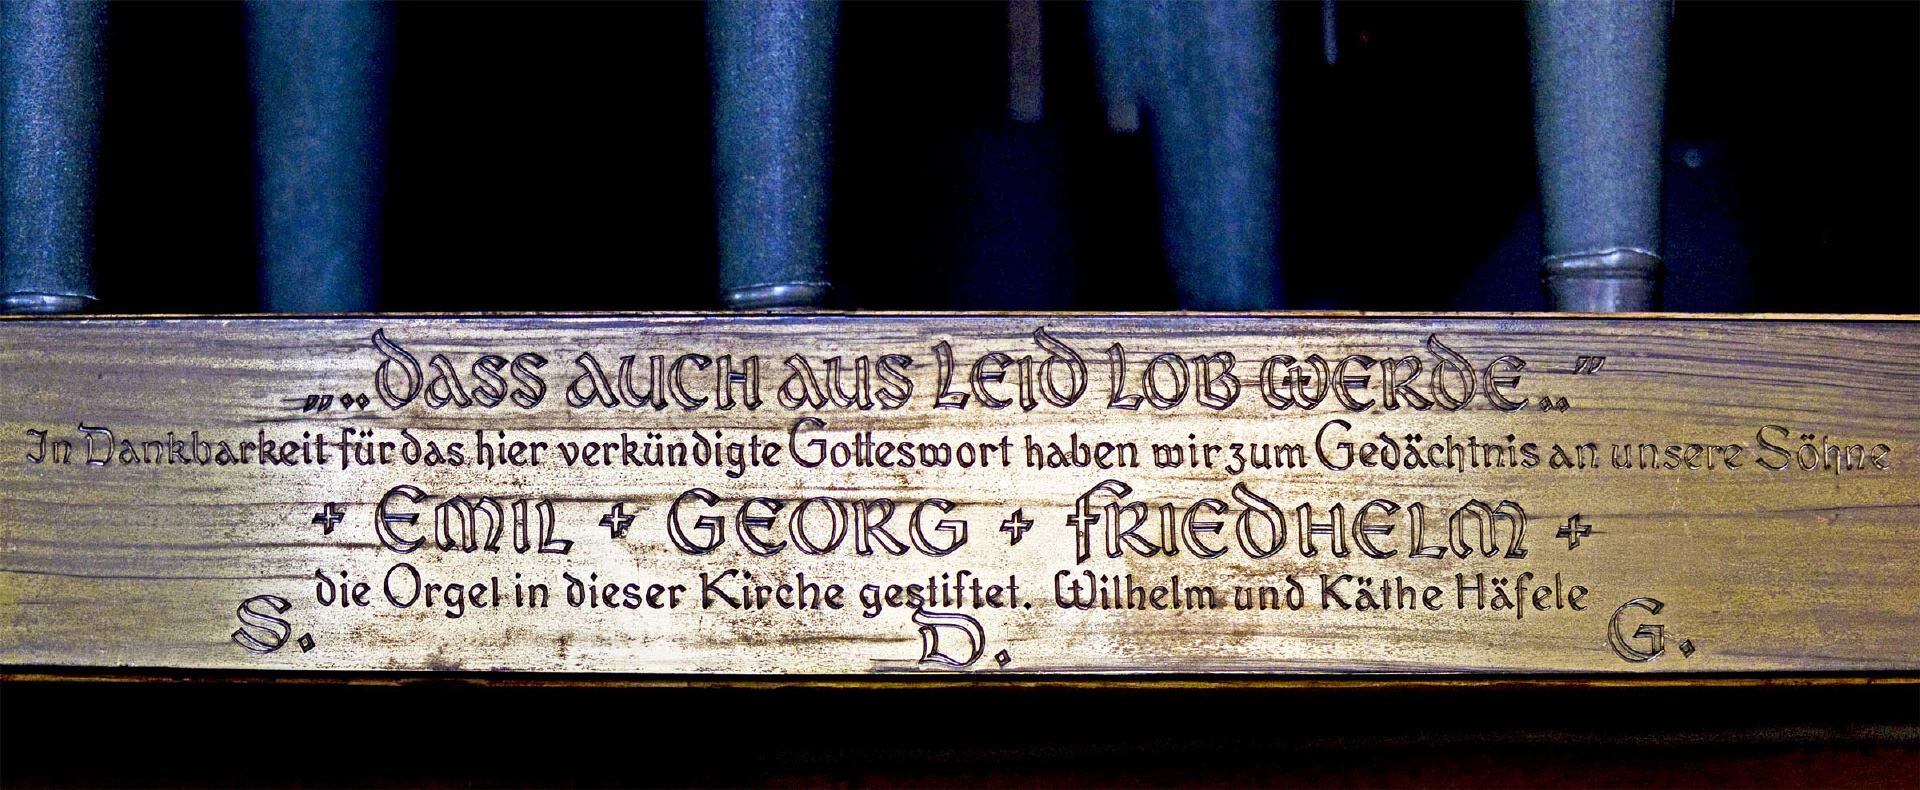 „..DASS AUCH AUS LEID LOB WERDE..”
In Dankbarkeit für das hier verkündigte Gotteswort haben wir zum Gedächtnis an unsere Söhne
+ EMIL + GEORG + FRIEDHELM +
die Orgel in dieser Kirche gestiftet. Wilhelm und Käthe Häfele
S. D. G.